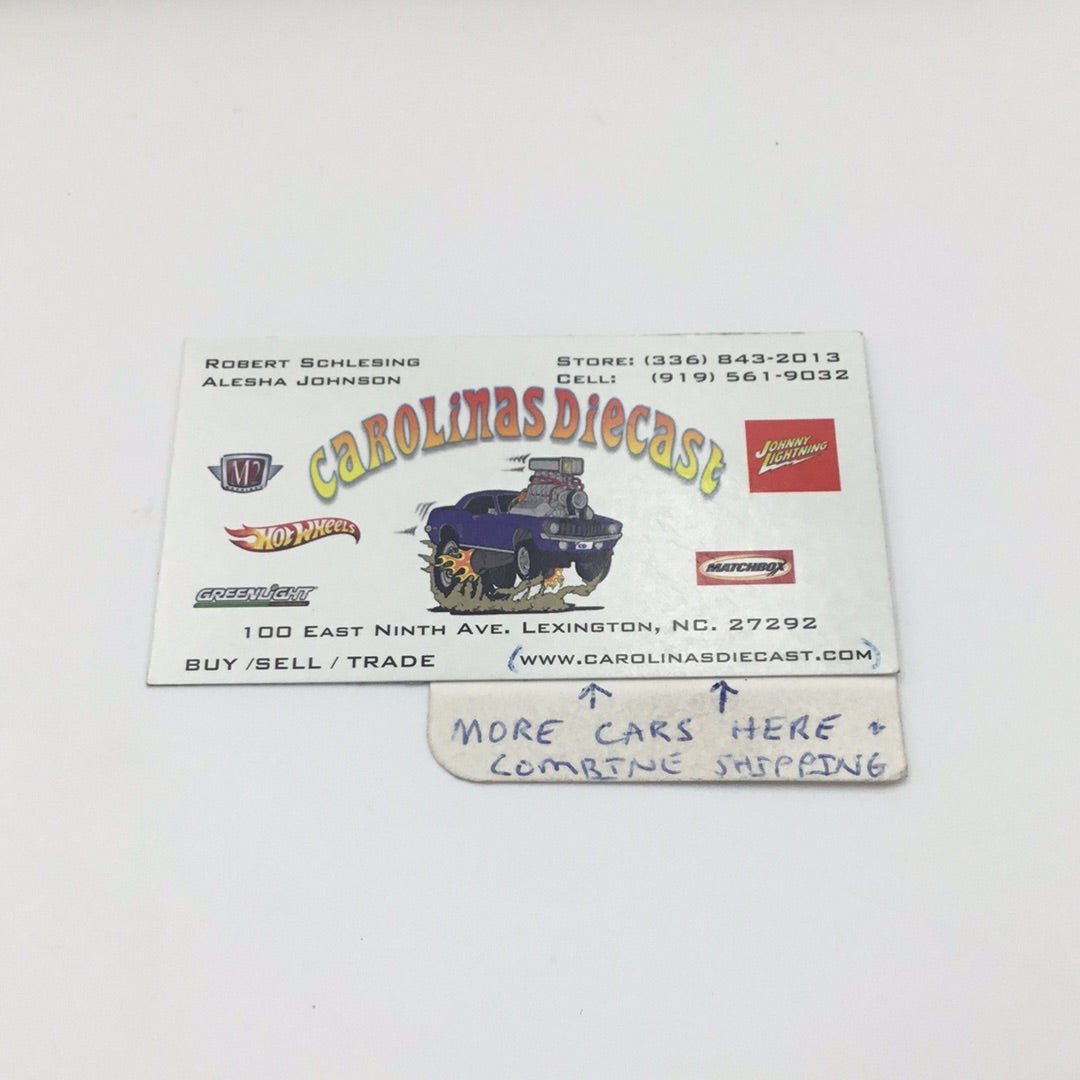 ROBERT SCHLESING
ALESHA JOHNSON
STORE: (336) 843-2013
CELL: (919) 561-9032
CAROLINAS DIECAST
M2
JOHNNY LIGHTNING
HOT WHEELS
MATCHBOX
GREENLIGHT
100 EAST NINTH AVE. LEXINGTON, NC. 27292
BUY /SELL / TRADE
(WWW.CAROLINASDIECAST.COM)
↑ ↑
MORE CARS HERE +
COMBINE SHIPPING